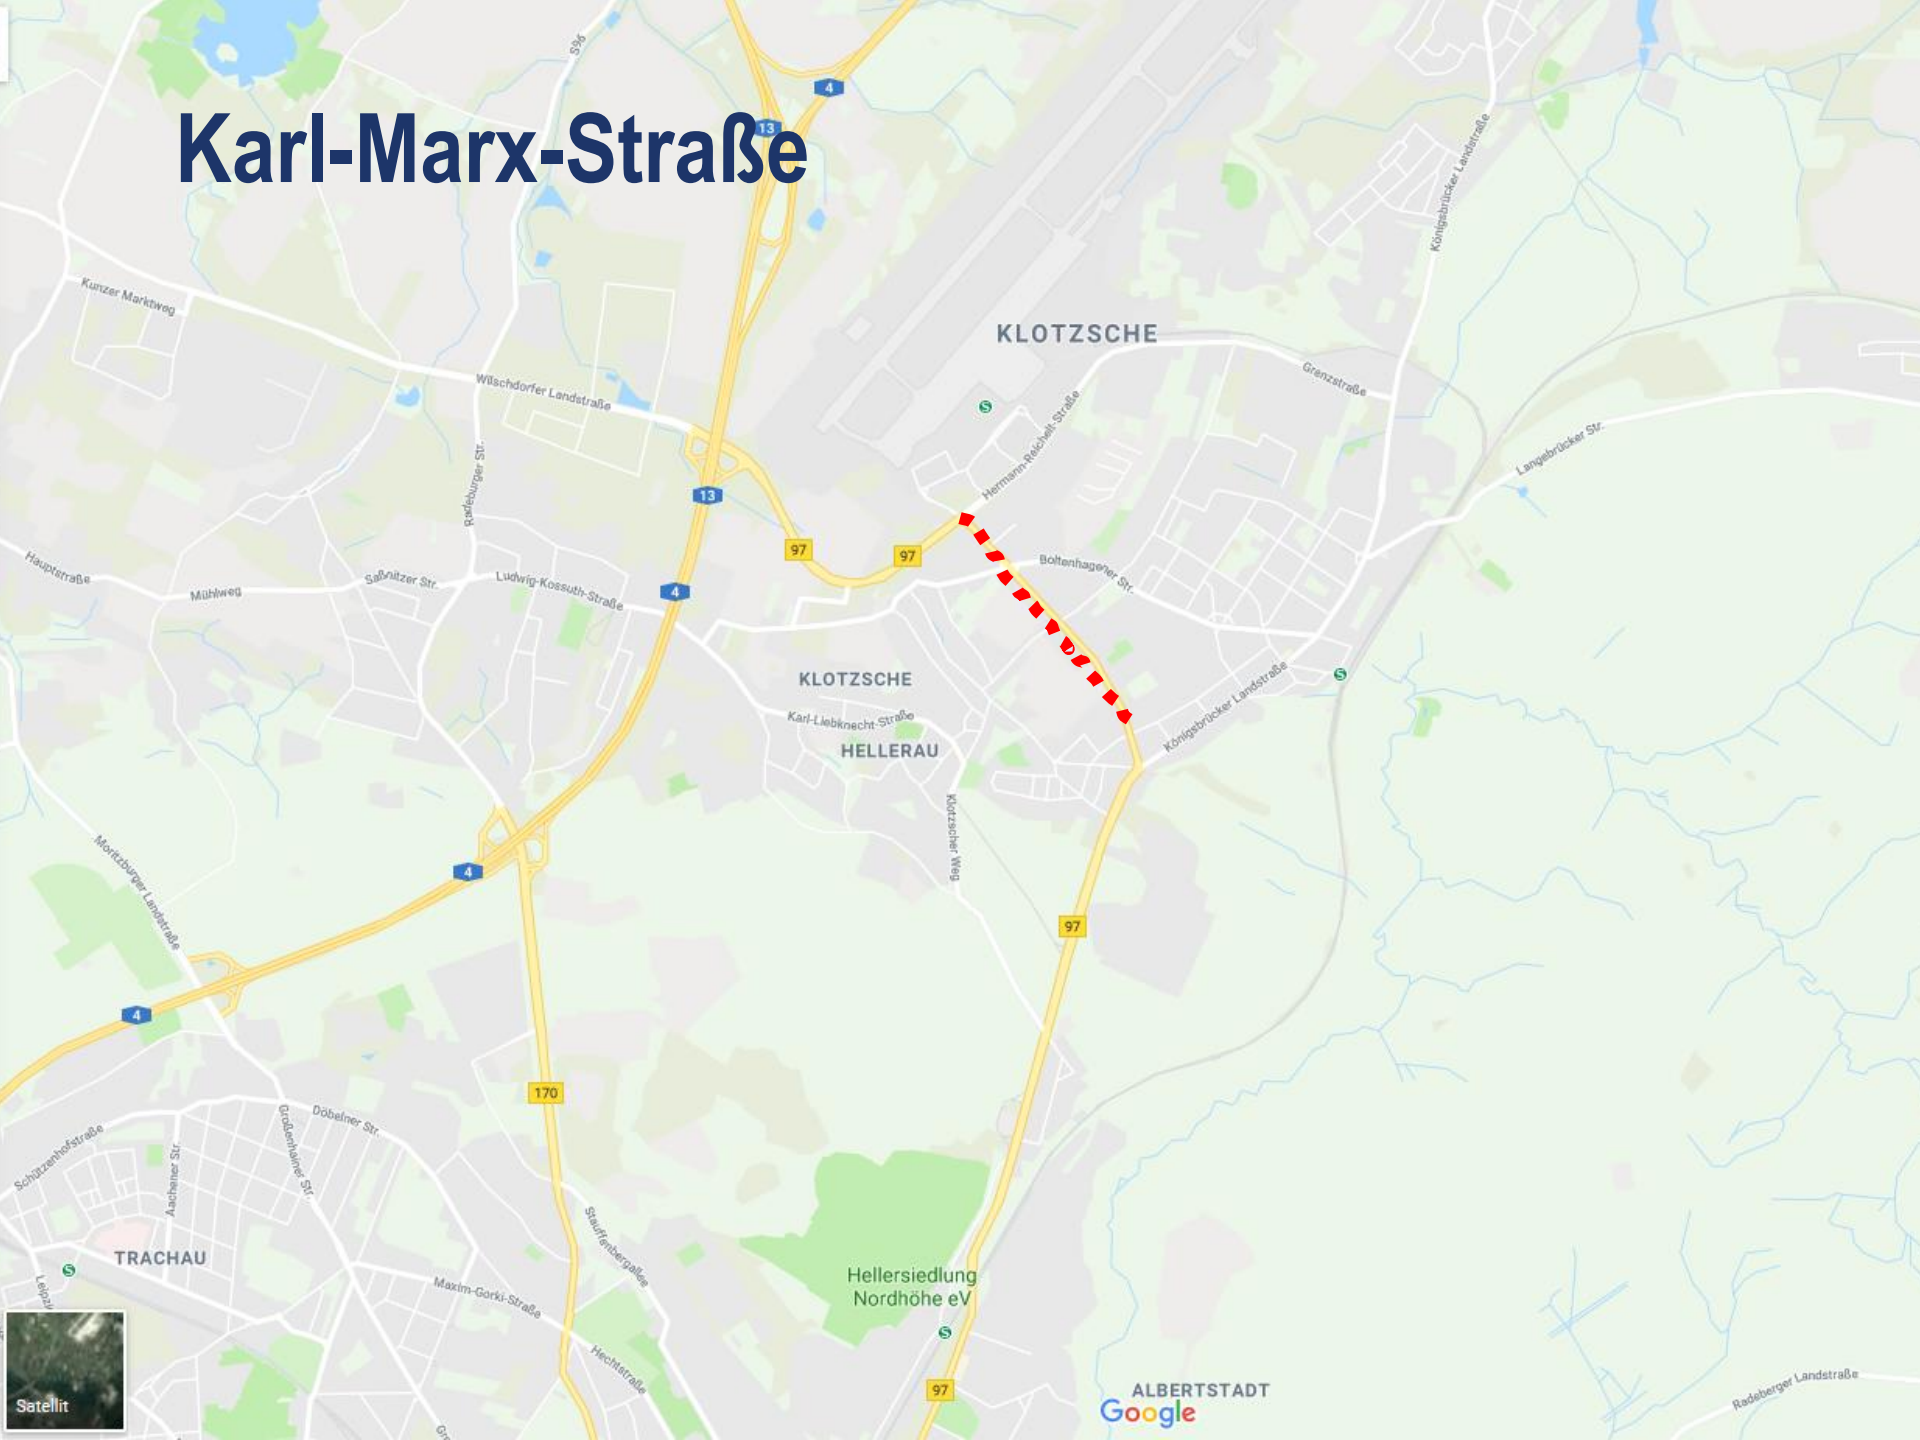 S96
4
Karl-Marx-Straße
13
Königsbrücker Landstraße
Kunzer Marktweg
KLOTZSCHE
Wilschdorfer Landstraße
Grenzstraße
S
Hermann-Reichelt-Straße
Langebrücker Str.
Radeburger Str.
13
97
97
Hauptstraße
Mühlweg
Saßnitzer Str.
Ludwig-Kossuth-Straße
4
Boltenhagener Str.
KLOTZSCHE
S
Karl-Liebknecht-Straße
HELLERAU
Königsbrücker Landstraße
Klotzscher Weg
Moritzburger Landstraße
4
97
4
170
Döbelner Str.
Großenhainer Str.
Schützenhofstraße
Aachener Str.
Stauffenbergallee
TRACHAU
S
Leipzi
Maxim-Gorki-Straße
Hellersiedlung
Nordhöhe eV
S
Hechtstraße
Satellit
97
ALBERTSTADT
Google
Radeberger Landstraße
Gr